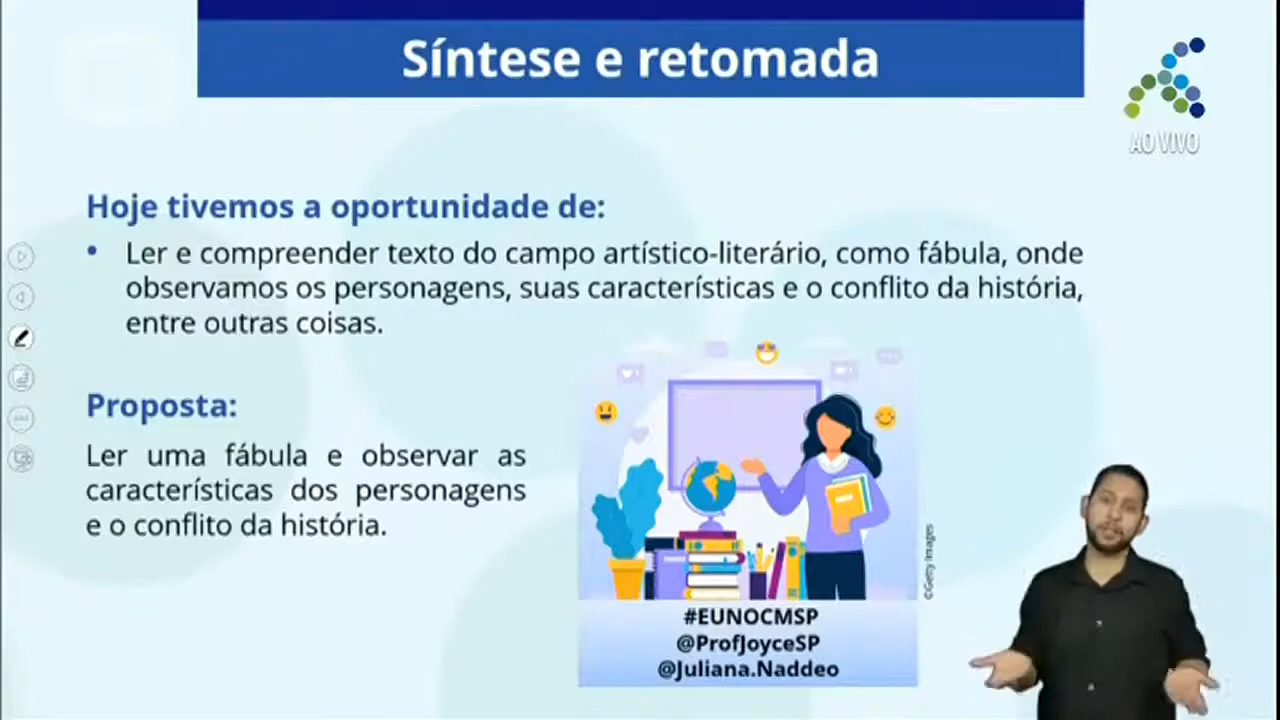 Síntese e retomada
AO VIVO
Hoje tivemos a oportunidade de:
• Ler e compreender texto do campo artístico-literário, como fábula, onde
observamos os personagens, suas características e o conflito da história,
entre outras coisas.
Proposta:
Ler uma fábula e observar as
características dos personagens
e o conflito da história.
©Getty Images
#EUNOCMSP
@ProfJoyceSP
@Juliana.Naddeo